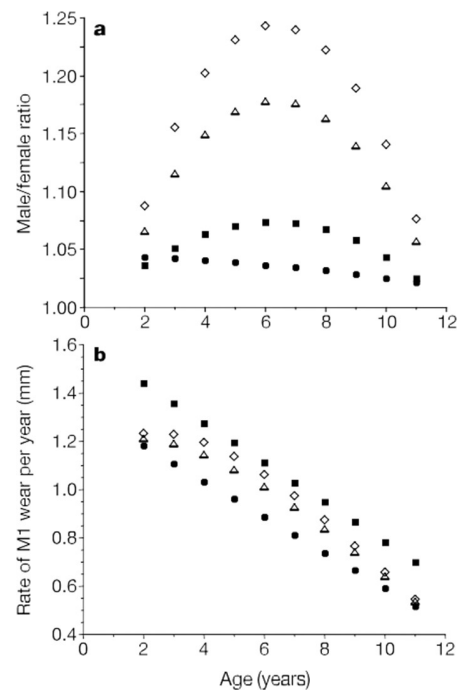 a
1.25
1.20
1.15
1.10
1.05
1.00
Male/female ratio
0 2 4 6 8 10 12
b
1.6
1.4
1.2
1.0
0.8
0.6
0.4
Rate of M1 wear per year (mm)
0 2 4 6 8 10 12
Age (years)